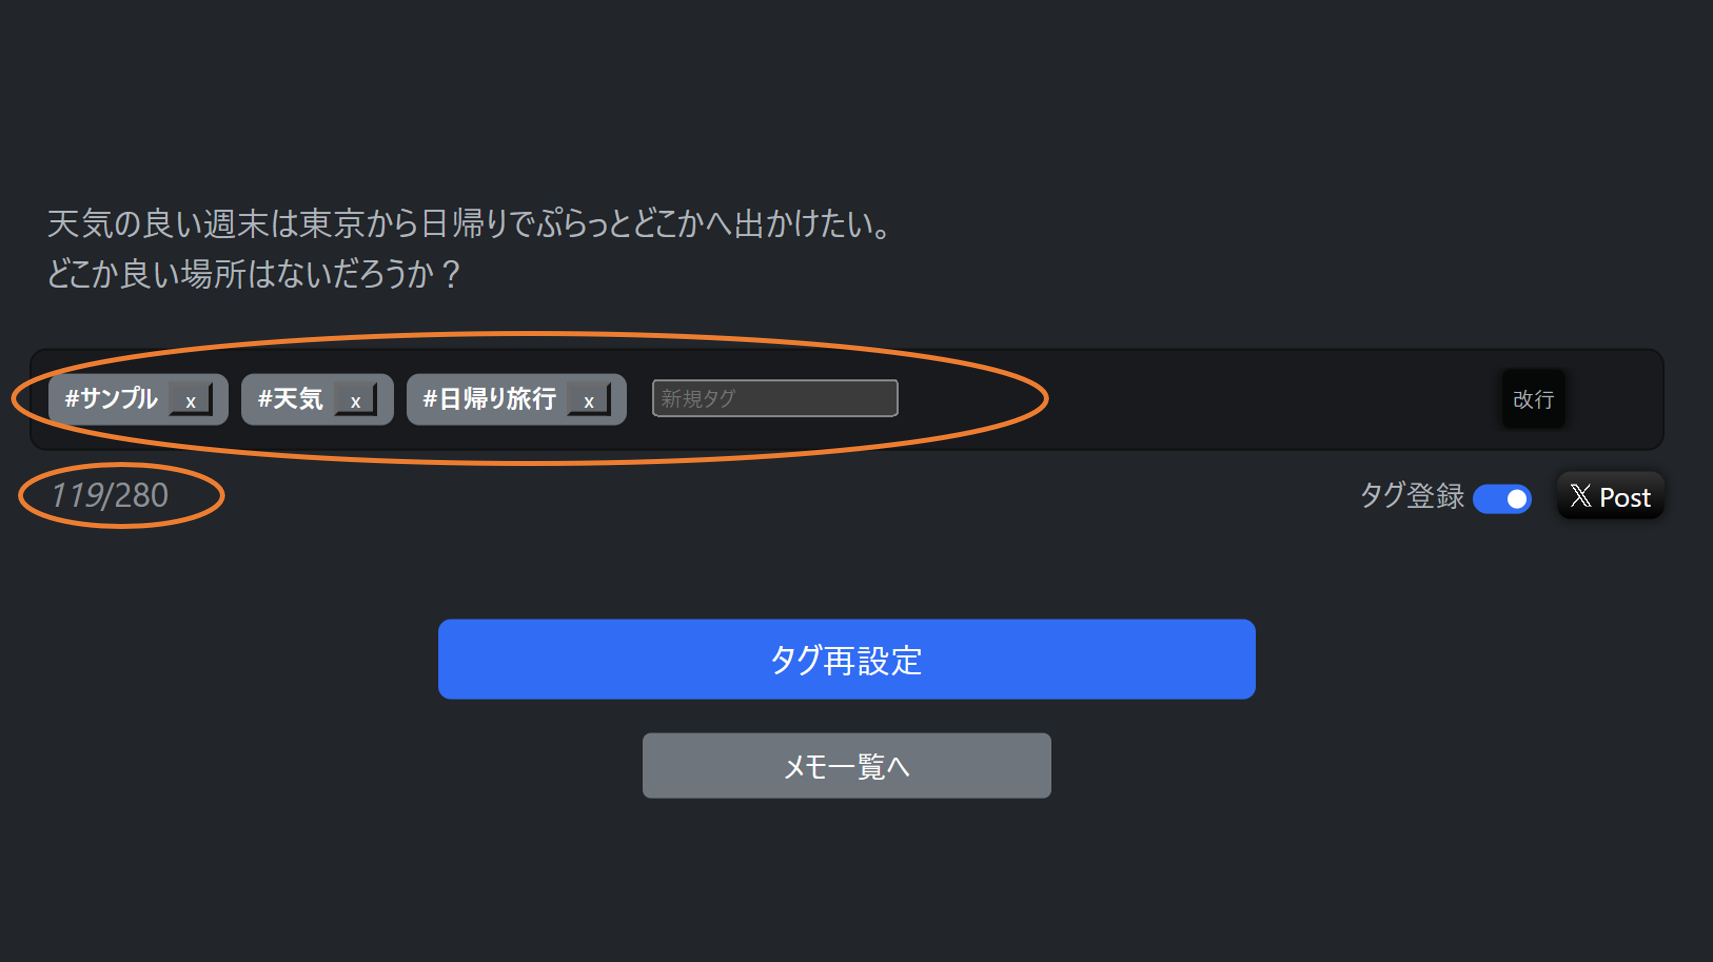 天気の良い週末は東京から日帰りでぷらっとどこかへ出かけたい。
どこか良い場所はないだろうか？
#サンプル x #天気 x #日帰り旅行 x 新規タグ 改行
119/280 タグ登録 𝕏 Post
タグ再設定
メモ一覧へ